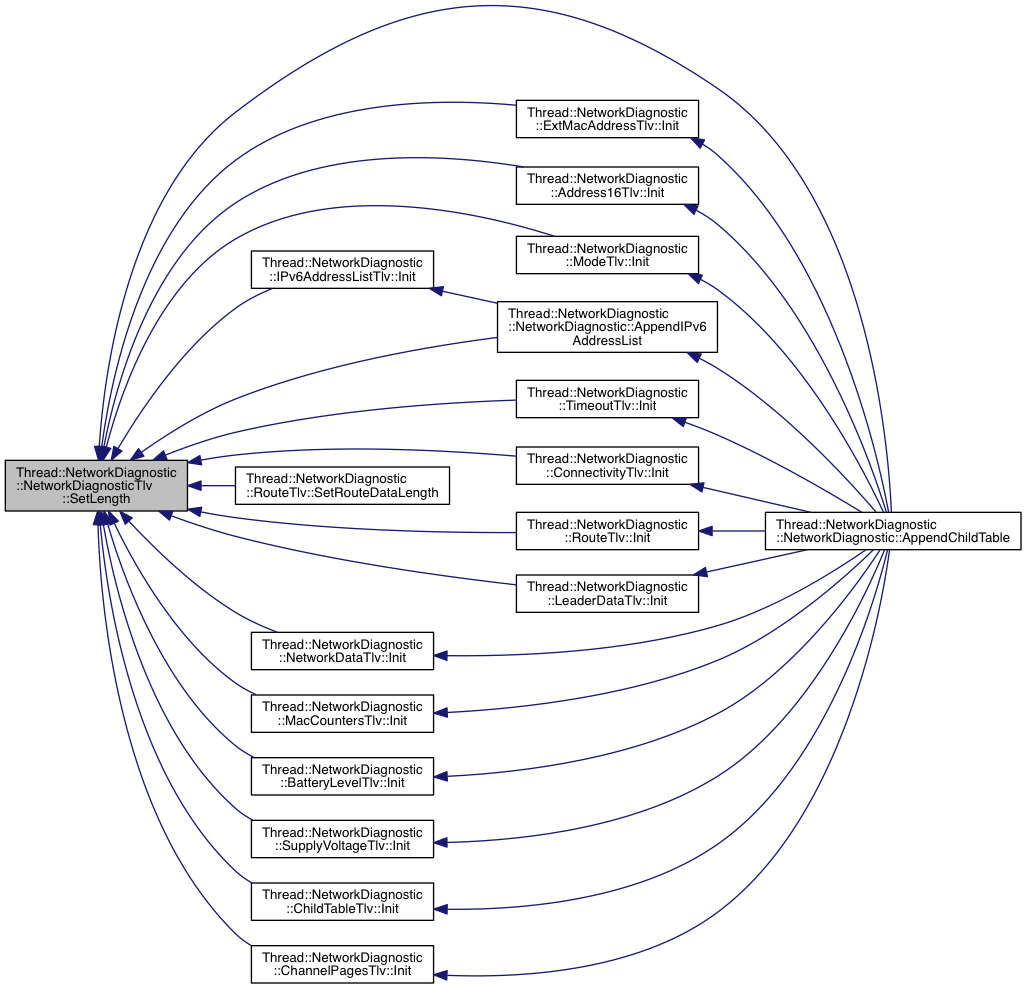 Thread::NetworkDiagnostic
::ExtMacAddressTlv::Init
Thread::NetworkDiagnostic
::Address16Tlv::Init
Thread::NetworkDiagnostic
::ModeTlv::Init
Thread::NetworkDiagnostic
::IPv6AddressListTlv::Init
Thread::NetworkDiagnostic
::NetworkDiagnostic::AppendIPv6
AddressList
Thread::NetworkDiagnostic
::TimeoutTlv::Init
Thread::NetworkDiagnostic
::ConnectivityTlv::Init
Thread::NetworkDiagnostic
::NetworkDiagnosticTlv
::SetLength
Thread::NetworkDiagnostic
::RouteTlv::SetRouteDataLength
Thread::NetworkDiagnostic
::RouteTlv::Init
Thread::NetworkDiagnostic
::NetworkDiagnostic::AppendChildTable
Thread::NetworkDiagnostic
::LeaderDataTlv::Init
Thread::NetworkDiagnostic
::NetworkDataTlv::Init
Thread::NetworkDiagnostic
::MacCountersTlv::Init
Thread::NetworkDiagnostic
::BatteryLevelTlv::Init
Thread::NetworkDiagnostic
::SupplyVoltageTlv::Init
Thread::NetworkDiagnostic
::ChildTableTlv::Init
Thread::NetworkDiagnostic
::ChannelPagesTlv::Init